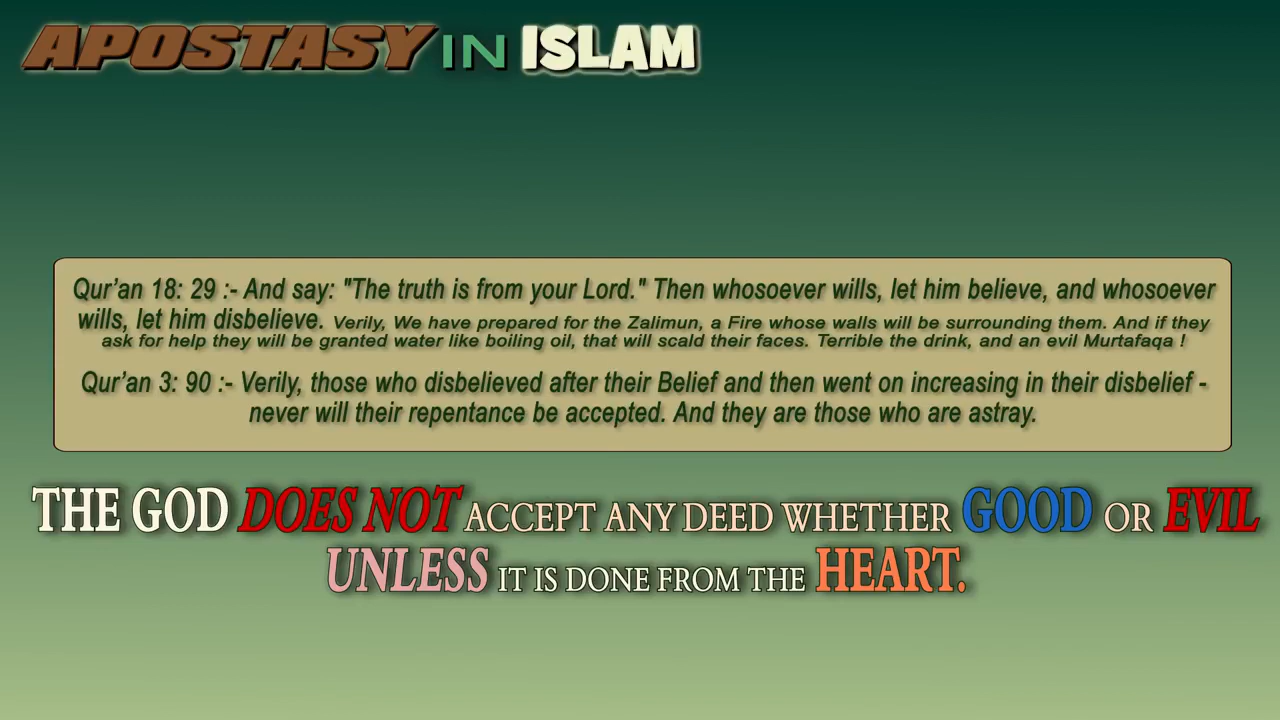 APOSTASY IN ISLAM
Qur’an 18: 29 :- And say: "The truth is from your Lord." Then whosoever wills, let him believe, and whosoever
wills, let him disbelieve. Verily, We have prepared for the Zalimun, a Fire whose walls will be surrounding them. And if they
ask for help they will be granted water like boiling oil, that will scald their faces. Terrible the drink, and an evil Murtafaqa !
Qur’an 3: 90 :- Verily, those who disbelieved after their Belief and then went on increasing in their disbelief -
never will their repentance be accepted. And they are those who are astray.
THE GOD DOES NOT ACCEPT ANY DEED WHETHER GOOD OR EVIL
UNLESS IT IS DONE FROM THE HEART.